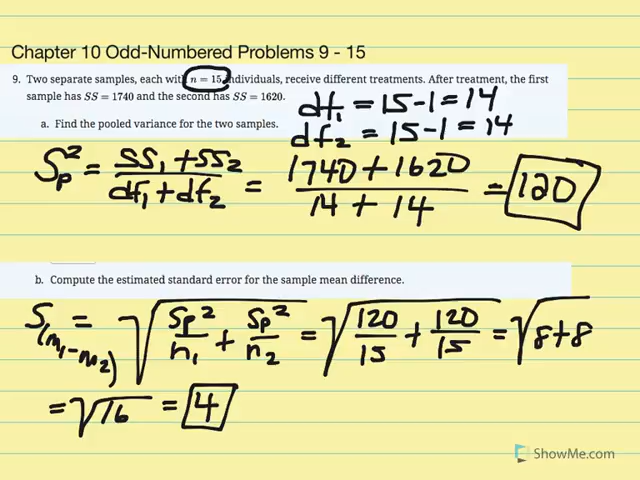 Chapter 10 Odd-Numbered Problems 9 - 15
9. Two separate samples, each with n = 15 individuals, receive different treatments. After treatment, the first
sample has SS = 1740 and the second has SS = 1620.
df₁ = 15-1 = 14
a. Find the pooled variance for the two samples.
df₂ = 15-1 = 14
Sp² = (SS₁ + SS₂)/(df₁ + df₂) = (1740 + 1620)/(14 + 14) = 120
b. Compute the estimated standard error for the sample mean difference.
S(m₁-m₂) = √(Sp²/n₁ + Sp²/n₂) = √(120/15 + 120/15) = √8+8
= √16 = 4
ShowMe.com